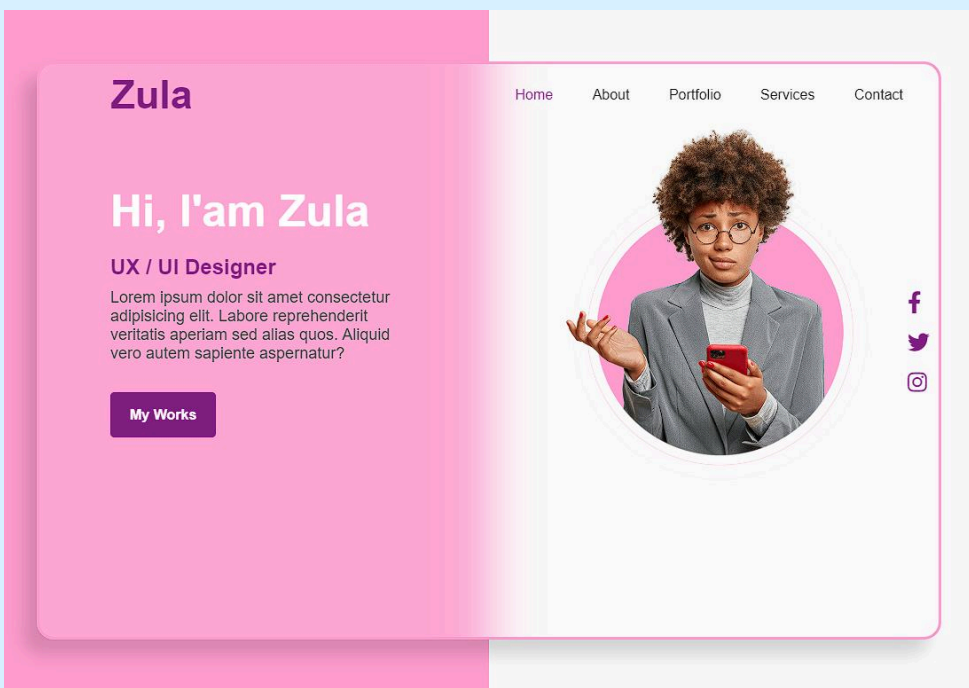 Zula
Home About Portfolio Services Contact
Hi, I'am Zula
UX / UI Designer
Lorem ipsum dolor sit amet consectetur
adipisicing elit. Labore reprehenderit
veritatis aperiam sed alias quos. Aliquid
vero autem sapiente aspernatur?
My Works